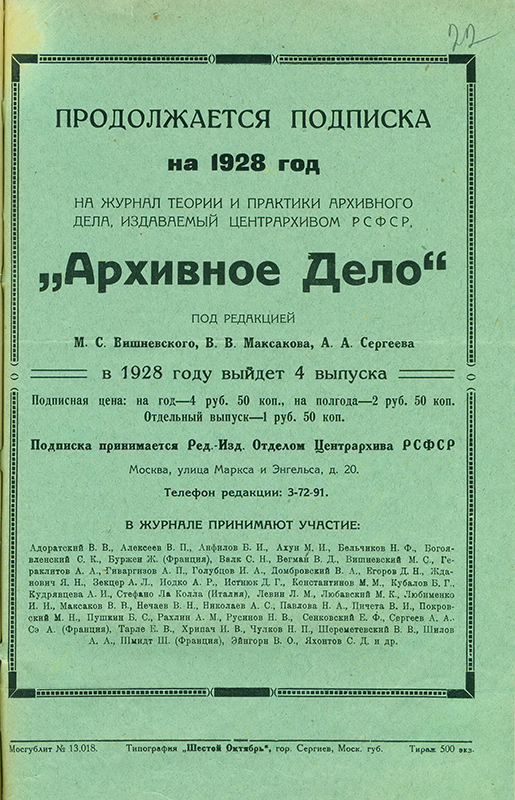 22
ПРОДОЛЖАЕТСЯ ПОДПИСКА
на 1928 год
НА ЖУРНАЛ ТЕОРИИ И ПРАКТИКИ АРХИВНОГО
ДЕЛА, ИЗДАВАЕМЫЙ ЦЕНТРАРХИВОМ РСФСР,
„Архивное Дело“
ПОД РЕДАКЦИЕЙ
М. С. Вишневского, В. В. Максакова, А. А. Сергеева
в 1928 году выйдет 4 выпуска
Подписная цена: на год—4 руб. 50 коп., на полгода—2 руб. 50 коп.
Отдельный выпуск—1 руб. 50 коп.
Подписка принимается Ред.-Изд. Отделом Центрархива РСФСР
Москва, улица Маркса и Энгельса, д. 20.
Телефон редакции: 3-72-91.
В ЖУРНАЛЕ ПРИНИМАЮТ УЧАСТИЕ:
Адоратский В. В., Алексеев В. П., Анфилов Б. И., Ахун М. И., Бельчиков Н. Ф., Богоя-
вленский С. К., Буржен Ж. (Франция), Валк С. Н., Вегман В. Д., Вишневский М. С., Ге-
раклитов А. А., Гиваргизов А. П., Голубцов И. А., Домбровский В. А., Егоров Д. Н., Жда-
нович Я. Н., Зекцер А. Л., Иодко А. Р., Истнюк Д. Г., Константинов М. М., Кубалов Б. Г.,
Кудрявцева А. И., Стефано Ла Колла (Италия), Левин Л. М., Любавский М. К., Любименко
И. И., Максаков В. В., Нечаев В. Н., Николаев А. С., Павлова Н. А., Пичета В. И., Покров-
ский М. Н., Пушкин Б. С., Рахлин А. М., Русинов Н. В., Сенковский Е. Ф., Сергеев А. А.-
Сэ А. (Франция), Тарле Е. В., Хрипач И. В., Чулков Н. П., Шереметевский В. В., Шилов
А. А., Шмидт Ш. (Франция), Эйнгорн В. О., Яхонтов С. Д. и др.
Мосгублит № 13.018. Типография „Шестой Октябрь“, гор. Сергиев, Моск. губ. Тираж 500 экз.